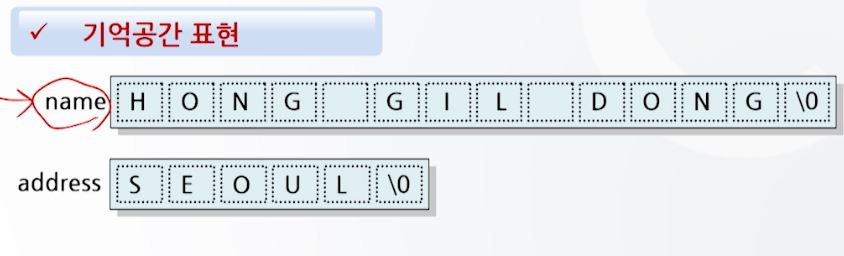 ✓ 기억공간 표현
name H O N G G I L D O N G \0
address S E O U L \0